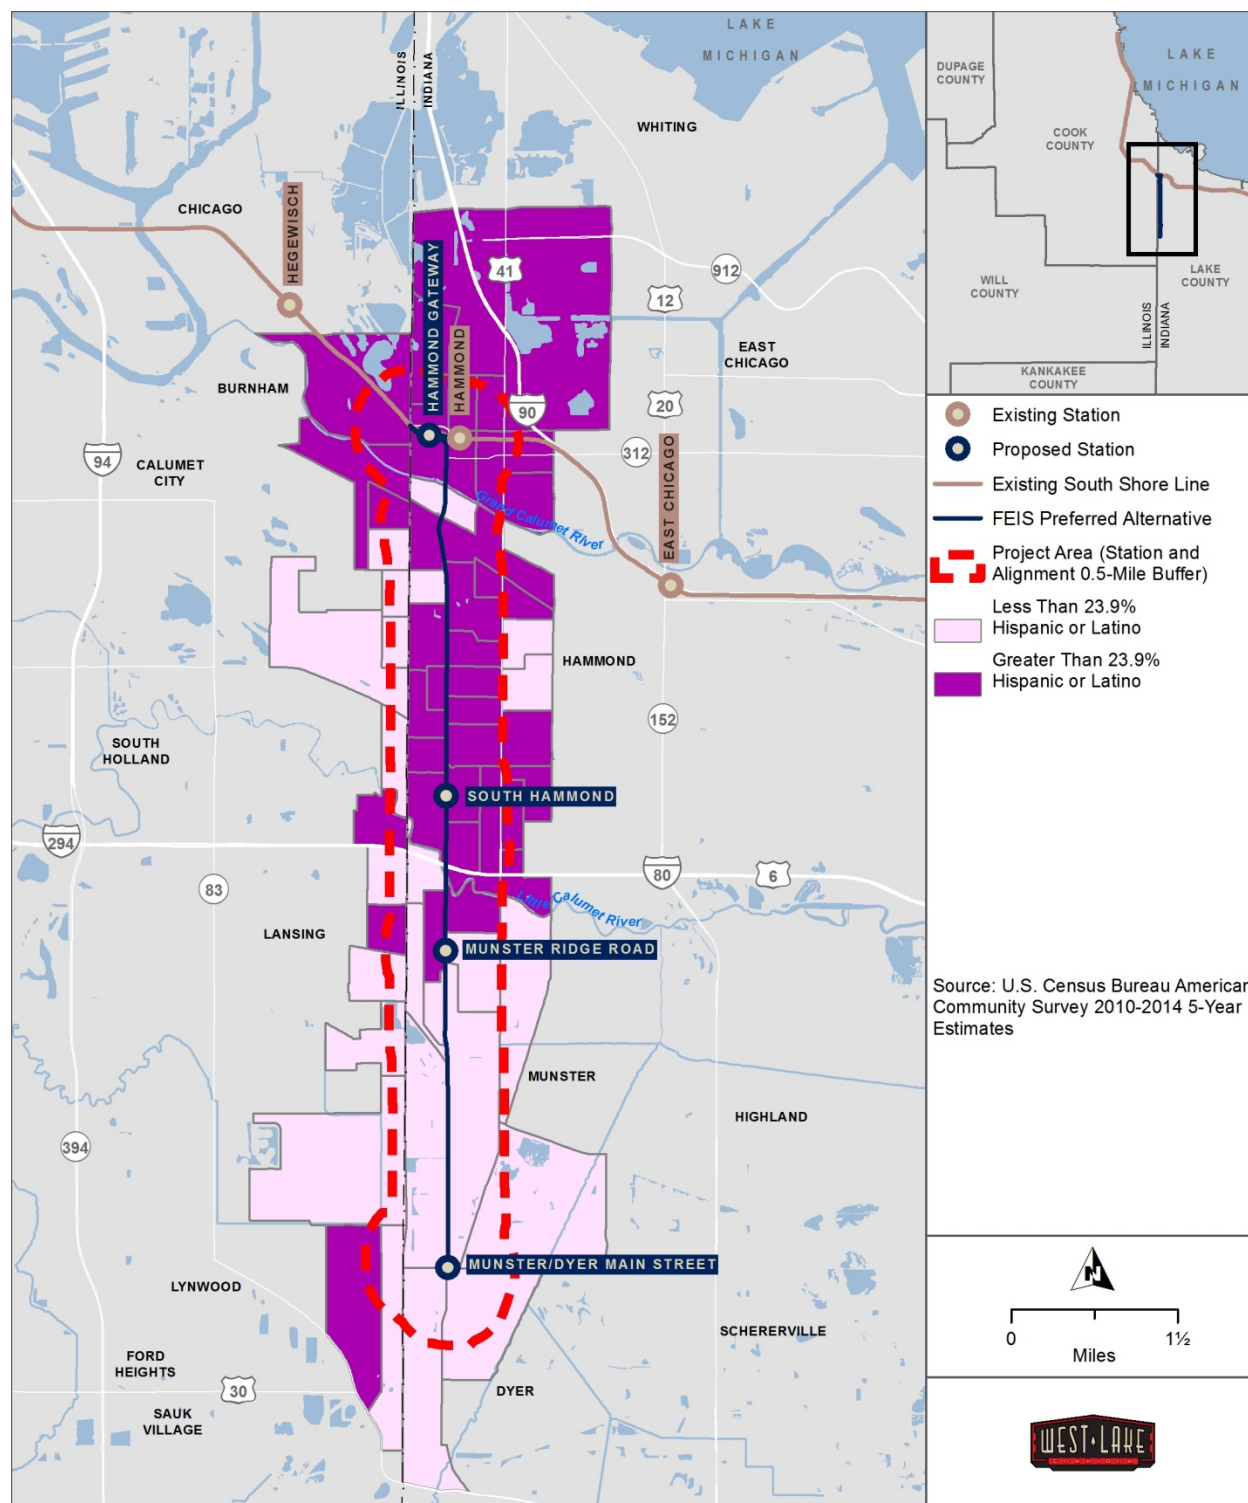 LAKE
MICHIGAN
ILLINOIS
INDIANA
WHITING
CHICAGO
HEGEWISCH
HAMMOND GATEWAY
HAMMOND
41
912
12
EAST
CHICAGO
BURNHAM
90
20
94
CALUMET
CITY
312
EAST CHICAGO
Grand Calumet River
HAMMOND
152
SOUTH
HOLLAND
SOUTH HAMMOND
294
80
6
83
Little Calumet River
LANSING
MUNSTER RIDGE ROAD
MUNSTER
HIGHLAND
394
MUNSTER/DYER MAIN STREET
LYNWOOD
SCHERERVILLE
FORD
HEIGHTS
30
DYER
SAUK
VILLAGE
LAKE
MICHIGAN
DUPAGE
COUNTY
COOK
COUNTY
WILL
COUNTY
LAKE
COUNTY
ILLINOIS
INDIANA
KANKAKEE
COUNTY
Existing Station
Proposed Station
Existing South Shore Line
FEIS Preferred Alternative
Project Area (Station and
Alignment 0.5-Mile Buffer)
Less Than 23.9%
Hispanic or Latino
Greater Than 23.9%
Hispanic or Latino
Source: U.S. Census Bureau American
Community Survey 2010-2014 5-Year
Estimates
N
0 1½
Miles
WEST LAKE
CORRIDOR